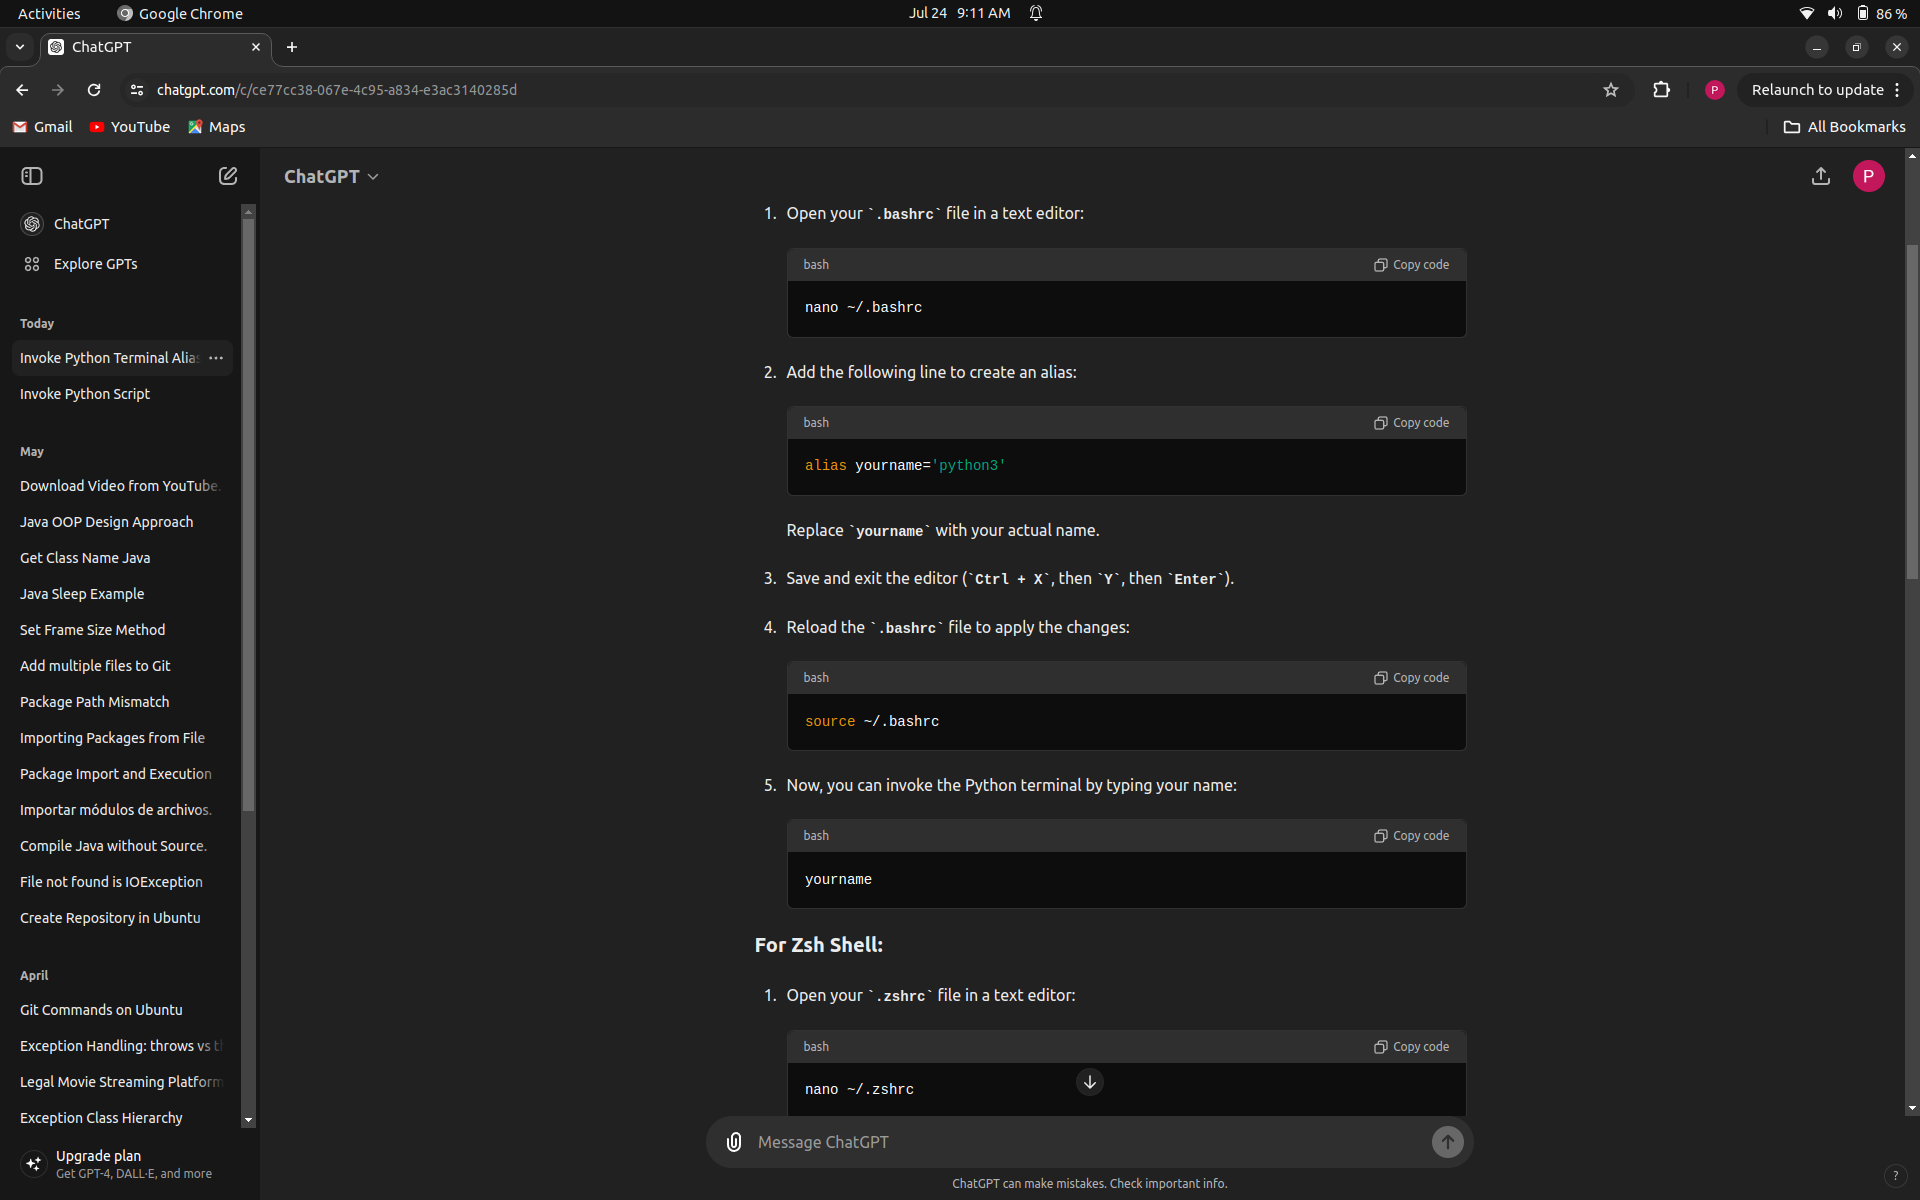 Activities
Google Chrome
Jul 24 9:11 AM
86 %
ChatGPT
chatgpt.com/c/ce77cc38-067e-4c95-a834-e3ac3140285d
P
Relaunch to update
Gmail
YouTube
Maps
All Bookmarks
ChatGPT
Explore GPTs
Today
Invoke Python Terminal Alias
Invoke Python Script
May
Download Video from YouTube.
Java OOP Design Approach
Get Class Name Java
Java Sleep Example
Set Frame Size Method
Add multiple files to Git
Package Path Mismatch
Importing Packages from File
Package Import and Execution
Importar módulos de archivos.
Compile Java without Source.
File not found is IOException
Create Repository in Ubuntu
April
Git Commands on Ubuntu
Exception Handling: throws vs th
Legal Movie Streaming Platform
Exception Class Hierarchy
Upgrade plan
Get GPT-4, DALL·E, and more
ChatGPT
P
1. Open your `.bashrc` file in a text editor:
bash
Copy code
nano ~/.bashrc
2. Add the following line to create an alias:
bash
Copy code
alias yourname='python3'
Replace `yourname` with your actual name.
3. Save and exit the editor (`Ctrl + X`, then `Y`, then `Enter`).
4. Reload the `.bashrc` file to apply the changes:
bash
Copy code
source ~/.bashrc
5. Now, you can invoke the Python terminal by typing your name:
bash
Copy code
yourname
For Zsh Shell:
1. Open your `.zshrc` file in a text editor:
bash
Copy code
nano ~/.zshrc
Message ChatGPT
ChatGPT can make mistakes. Check important info.
?